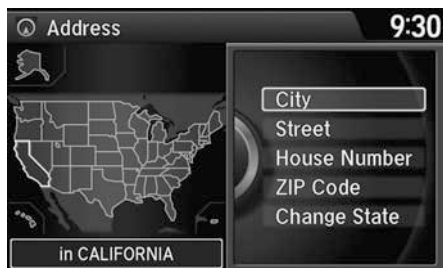 Address
9:30
City
Street
House Number
ZIP Code
Change State
in CALIFORNIA